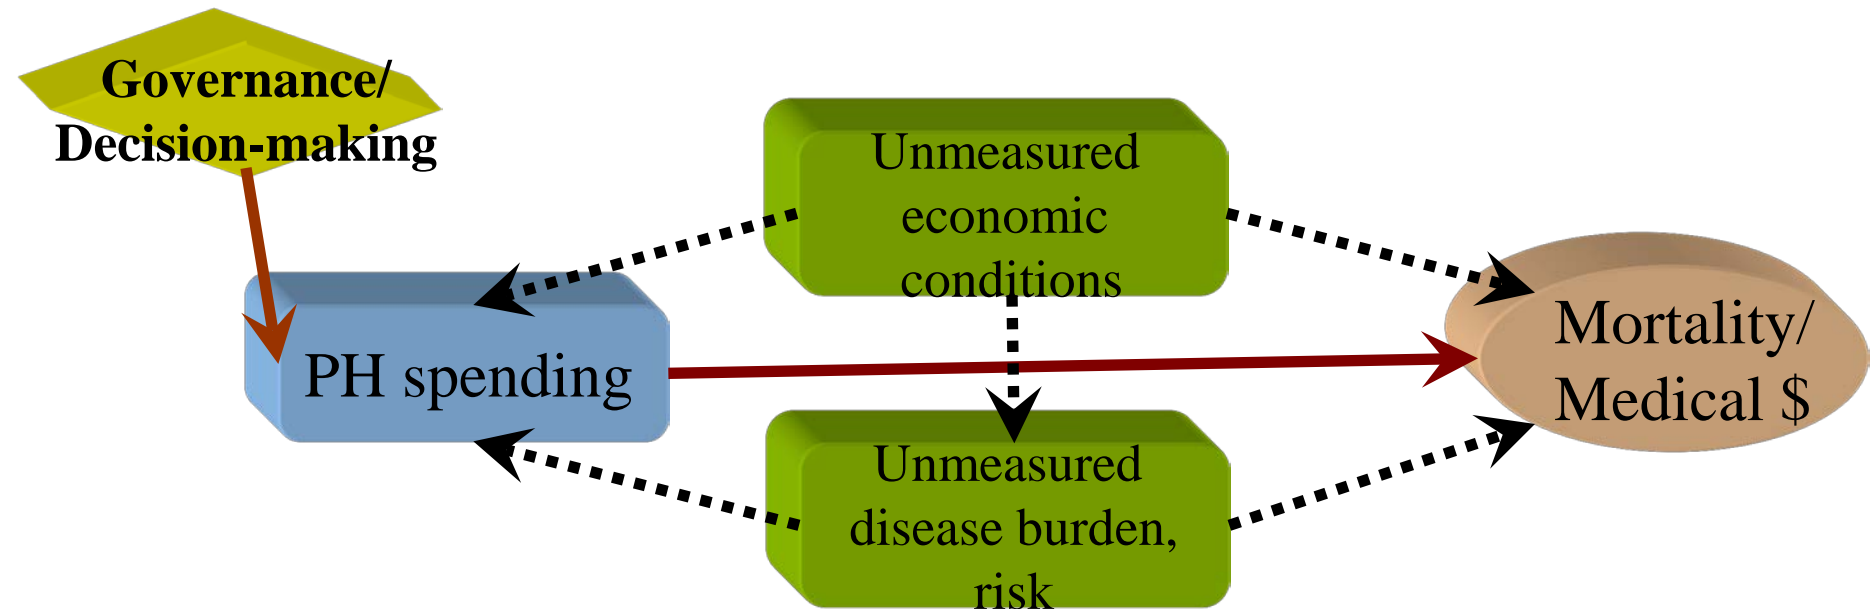 Governance/
Decision-making
Unmeasured
economic
conditions
PH spending
Mortality/
Medical $
Unmeasured
disease burden,
risk